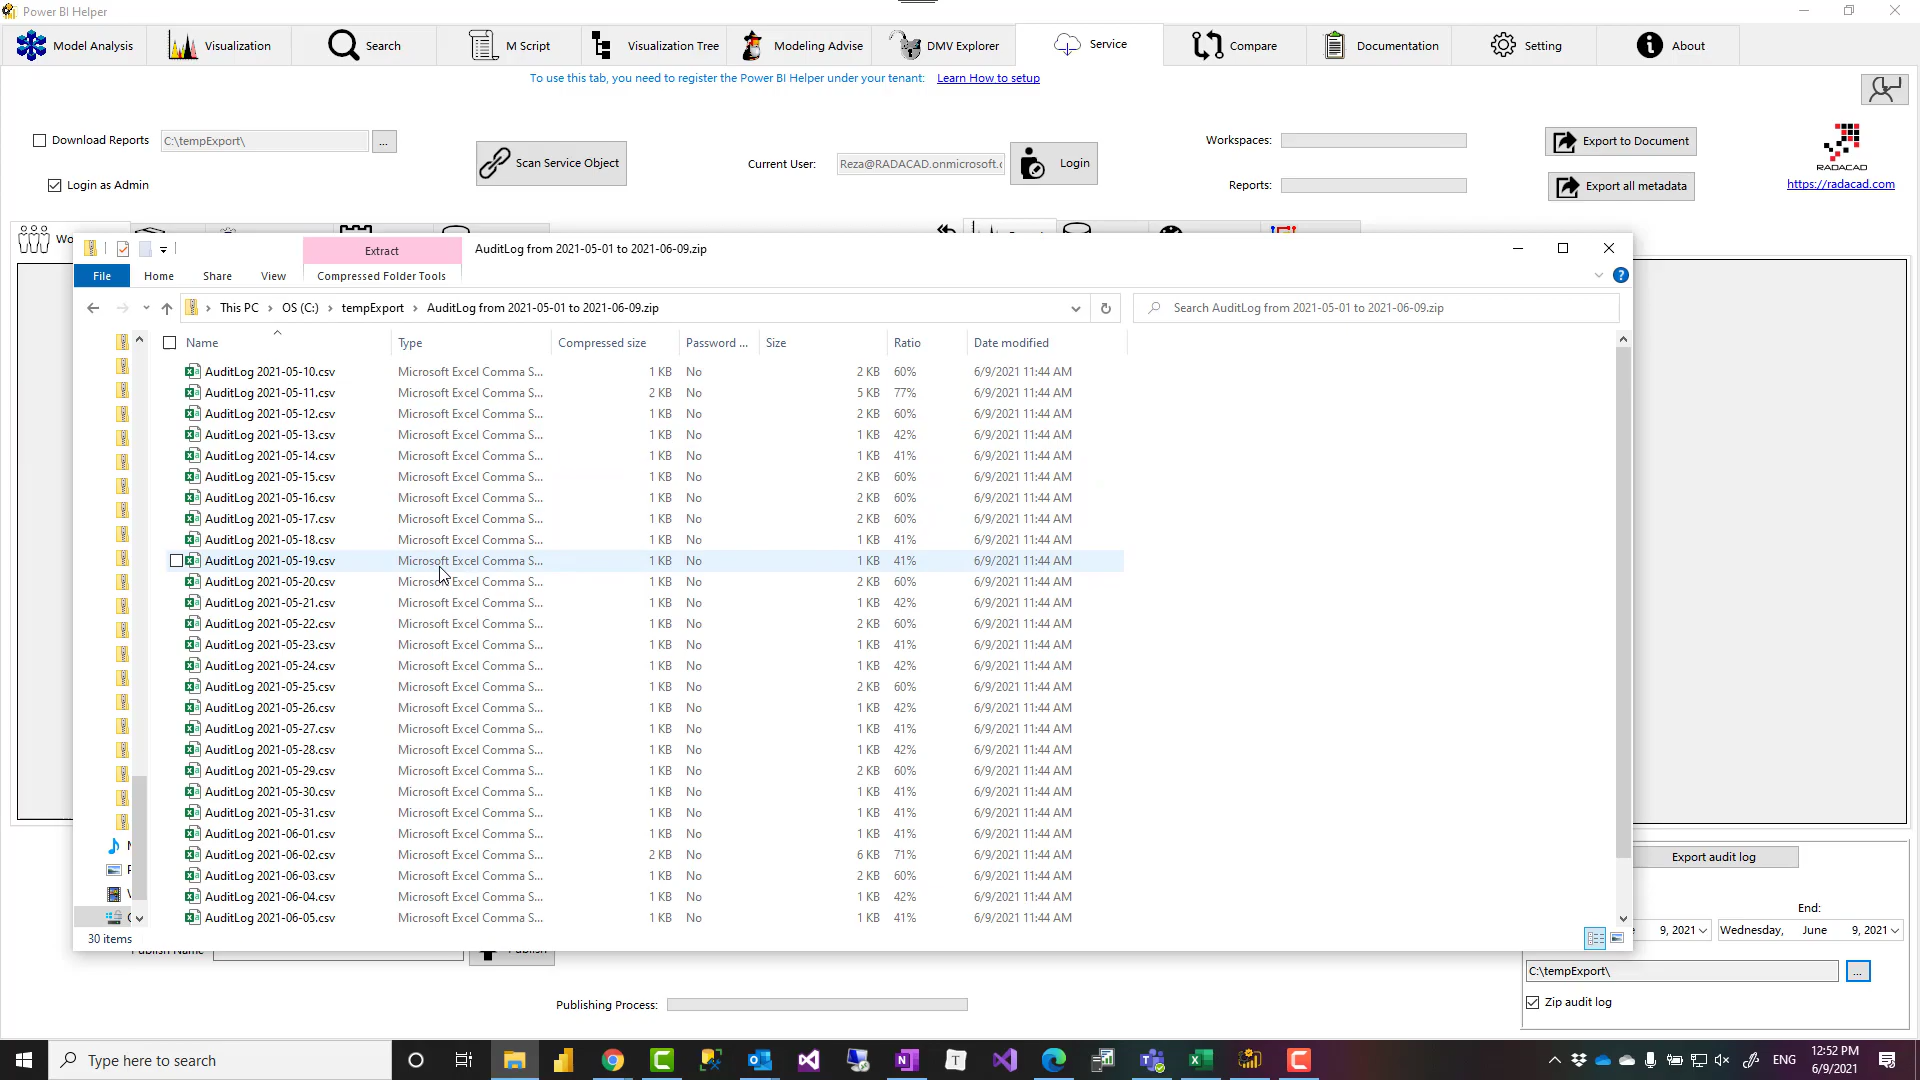 Power BI Helper
Model Analysis
Visualization
Search
M Script
Visualization Tree
Modeling Advise
DMV Explorer
Service
Compare
Documentation
Setting
About
To use this tab, you need to register the Power BI Helper under your tenant: Learn How to setup
Download Reports
C:\tempExport\
...
Login as Admin
Scan Service Object
Current User:
Reza@RADACAD.onmicrosoft.c
Login
Workspaces:
Reports:
Export to Document
Export all metadata
RADACAD
https://radacad.com
Wo
Extract
AuditLog from 2021-05-01 to 2021-06-09.zip
File
Home
Share
View
Compressed Folder Tools
This PC
OS (C:)
tempExport
AuditLog from 2021-05-01 to 2021-06-09.zip
Search AuditLog from 2021-05-01 to 2021-06-09.zip
Name Type Compressed size Password ... Size Ratio Date modified
AuditLog 2021-05-10.csv Microsoft Excel Comma S... 1 KB No 2 KB 60% 6/9/2021 11:44 AM
AuditLog 2021-05-11.csv Microsoft Excel Comma S... 2 KB No 5 KB 77% 6/9/2021 11:44 AM
AuditLog 2021-05-12.csv Microsoft Excel Comma S... 1 KB No 2 KB 60% 6/9/2021 11:44 AM
AuditLog 2021-05-13.csv Microsoft Excel Comma S... 1 KB No 1 KB 42% 6/9/2021 11:44 AM
AuditLog 2021-05-14.csv Microsoft Excel Comma S... 1 KB No 1 KB 41% 6/9/2021 11:44 AM
AuditLog 2021-05-15.csv Microsoft Excel Comma S... 1 KB No 2 KB 60% 6/9/2021 11:44 AM
AuditLog 2021-05-16.csv Microsoft Excel Comma S... 1 KB No 2 KB 60% 6/9/2021 11:44 AM
AuditLog 2021-05-17.csv Microsoft Excel Comma S... 1 KB No 2 KB 60% 6/9/2021 11:44 AM
AuditLog 2021-05-18.csv Microsoft Excel Comma S... 1 KB No 1 KB 41% 6/9/2021 11:44 AM
AuditLog 2021-05-19.csv Microsoft Excel Comma S... 1 KB No 1 KB 41% 6/9/2021 11:44 AM
AuditLog 2021-05-20.csv Microsoft Excel Comma S... 1 KB No 2 KB 60% 6/9/2021 11:44 AM
AuditLog 2021-05-21.csv Microsoft Excel Comma S... 1 KB No 1 KB 42% 6/9/2021 11:44 AM
AuditLog 2021-05-22.csv Microsoft Excel Comma S... 1 KB No 2 KB 60% 6/9/2021 11:44 AM
AuditLog 2021-05-23.csv Microsoft Excel Comma S... 1 KB No 1 KB 41% 6/9/2021 11:44 AM
AuditLog 2021-05-24.csv Microsoft Excel Comma S... 1 KB No 1 KB 42% 6/9/2021 11:44 AM
AuditLog 2021-05-25.csv Microsoft Excel Comma S... 1 KB No 2 KB 60% 6/9/2021 11:44 AM
AuditLog 2021-05-26.csv Microsoft Excel Comma S... 1 KB No 1 KB 42% 6/9/2021 11:44 AM
AuditLog 2021-05-27.csv Microsoft Excel Comma S... 1 KB No 1 KB 41% 6/9/2021 11:44 AM
AuditLog 2021-05-28.csv Microsoft Excel Comma S... 1 KB No 1 KB 42% 6/9/2021 11:44 AM
AuditLog 2021-05-29.csv Microsoft Excel Comma S... 1 KB No 2 KB 60% 6/9/2021 11:44 AM
AuditLog 2021-05-30.csv Microsoft Excel Comma S... 1 KB No 1 KB 41% 6/9/2021 11:44 AM
AuditLog 2021-05-31.csv Microsoft Excel Comma S... 1 KB No 1 KB 41% 6/9/2021 11:44 AM
AuditLog 2021-06-01.csv Microsoft Excel Comma S... 1 KB No 1 KB 41% 6/9/2021 11:44 AM
AuditLog 2021-06-02.csv Microsoft Excel Comma S... 2 KB No 6 KB 71% 6/9/2021 11:44 AM
AuditLog 2021-06-03.csv Microsoft Excel Comma S... 1 KB No 2 KB 60% 6/9/2021 11:44 AM
AuditLog 2021-06-04.csv Microsoft Excel Comma S... 1 KB No 1 KB 42% 6/9/2021 11:44 AM
AuditLog 2021-06-05.csv Microsoft Excel Comma S... 1 KB No 1 KB 41% 6/9/2021 11:44 AM
30 items
Export audit log
End:
9, 2021
Wednesday, June 9, 2021
C:\tempExport\
...
Zip audit log
Publish Name
Publish
Publishing Process:
Type here to search
ENG
12:52 PM
6/9/2021